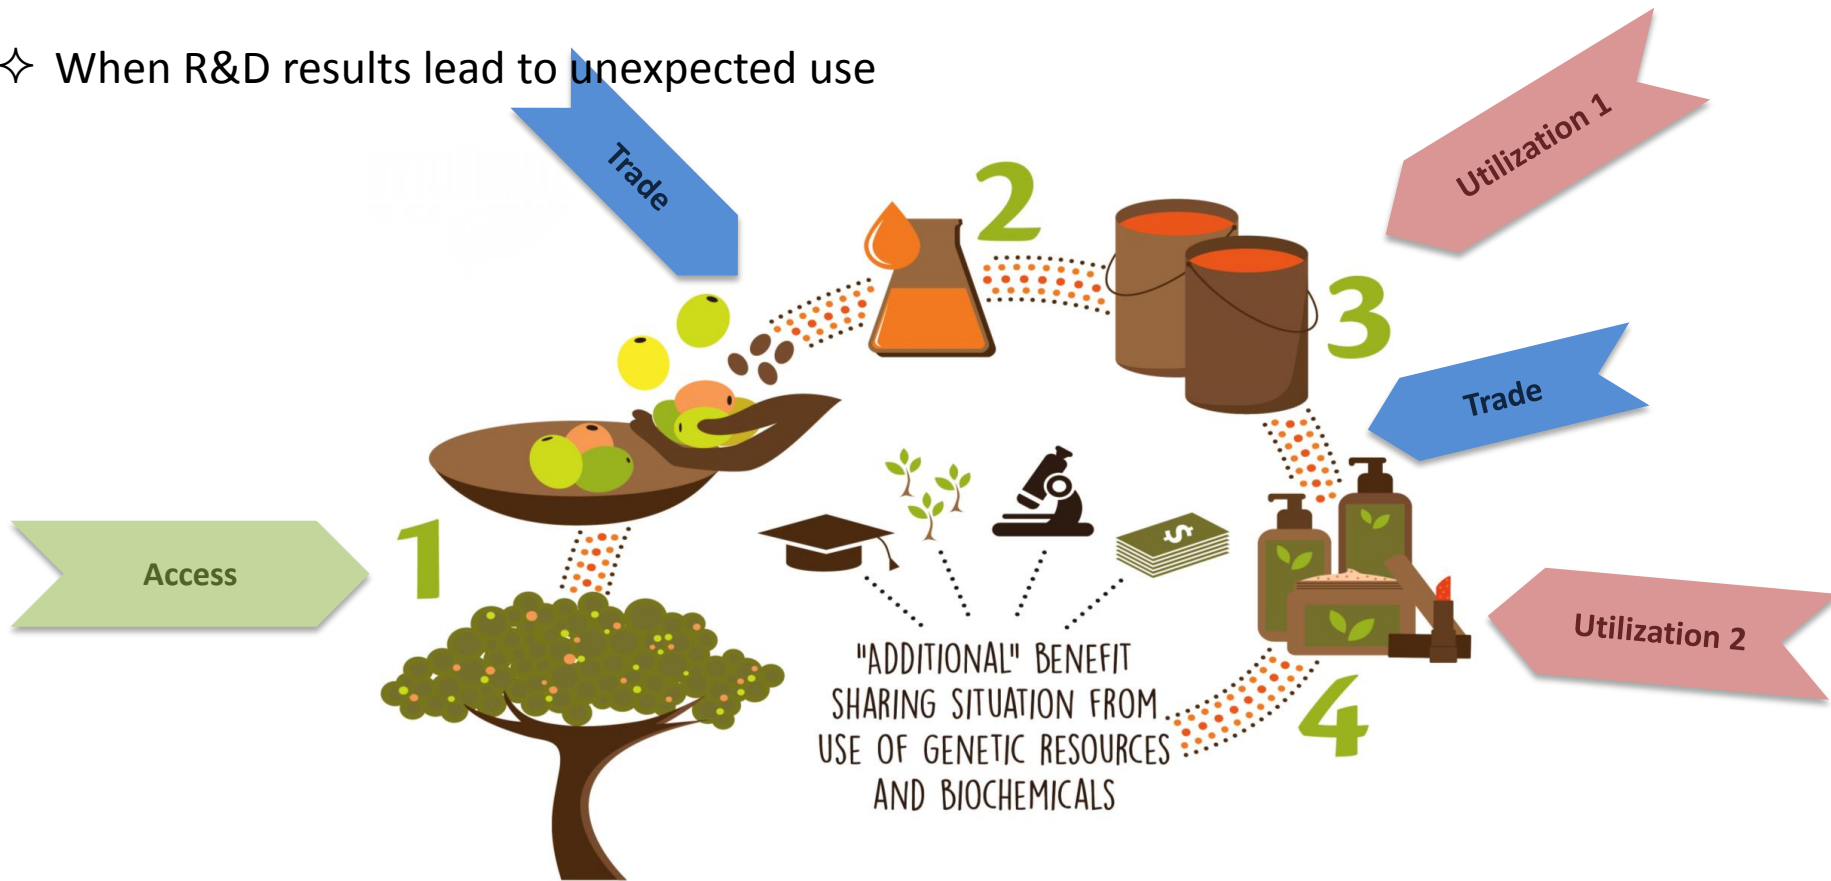 ✧ When R&D results lead to unexpected use
Trade
Utilization 1
2
3
Trade
Access
1
$
Utilization 2
"ADDITIONAL" BENEFIT
SHARING SITUATION FROM
USE OF GENETIC RESOURCES
AND BIOCHEMICALS
4